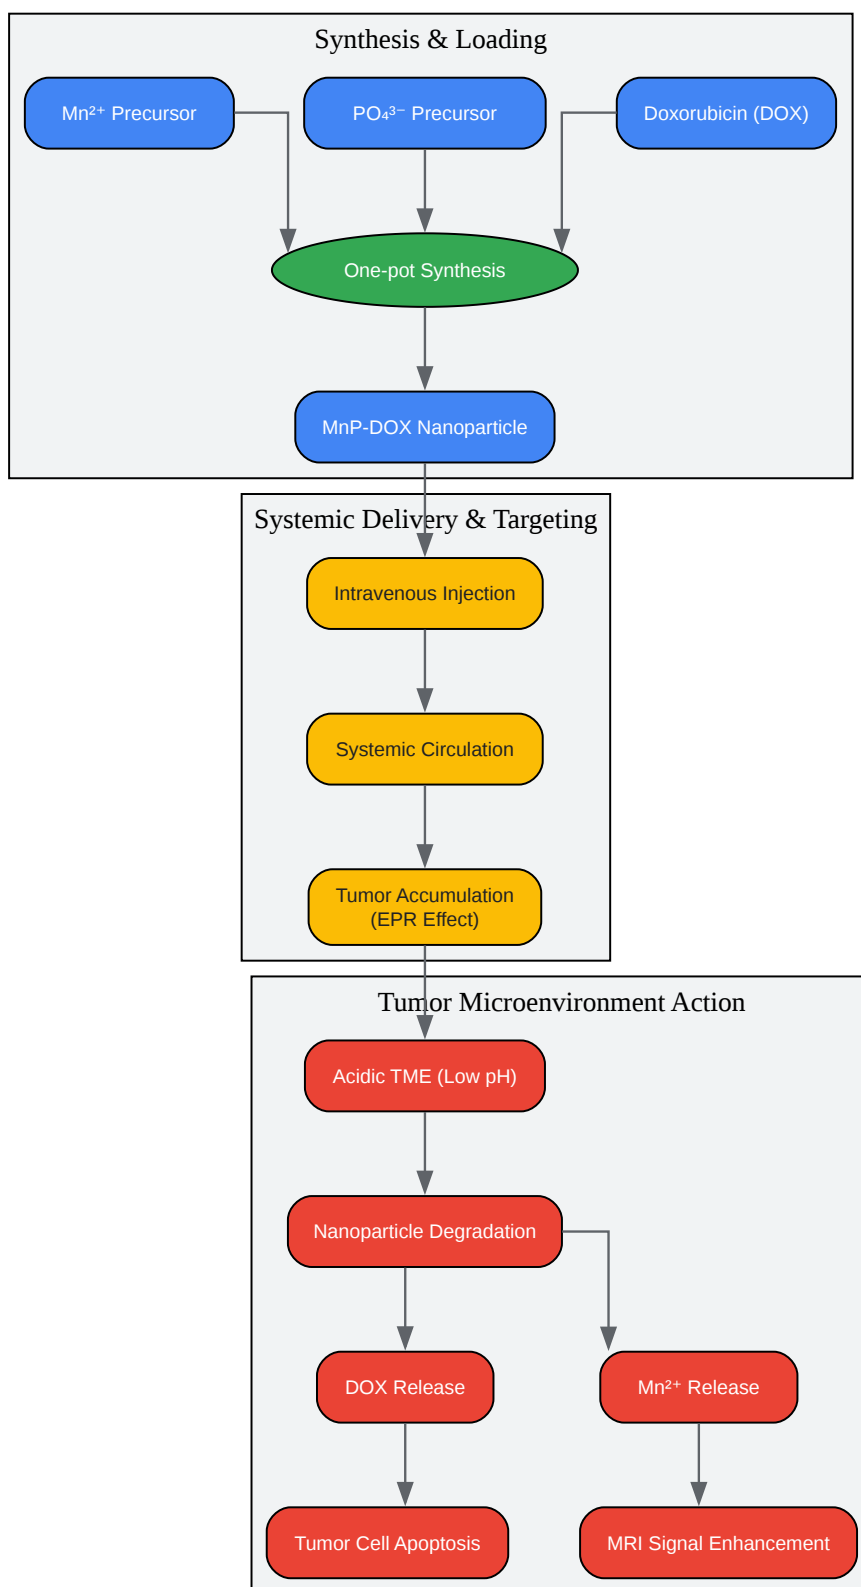 Synthesis & Loading
Mn²⁺ Precursor
PO₄³⁻ Precursor
Doxorubicin (DOX)
One-pot Synthesis
MnP-DOX Nanoparticle
Systemic Delivery & Targeting
Intravenous Injection
Systemic Circulation
Tumor Accumulation
(EPR Effect)
Tumor Microenvironment Action
Acidic TME (Low pH)
Nanoparticle Degradation
DOX Release
Mn²⁺ Release
Tumor Cell Apoptosis
MRI Signal Enhancement